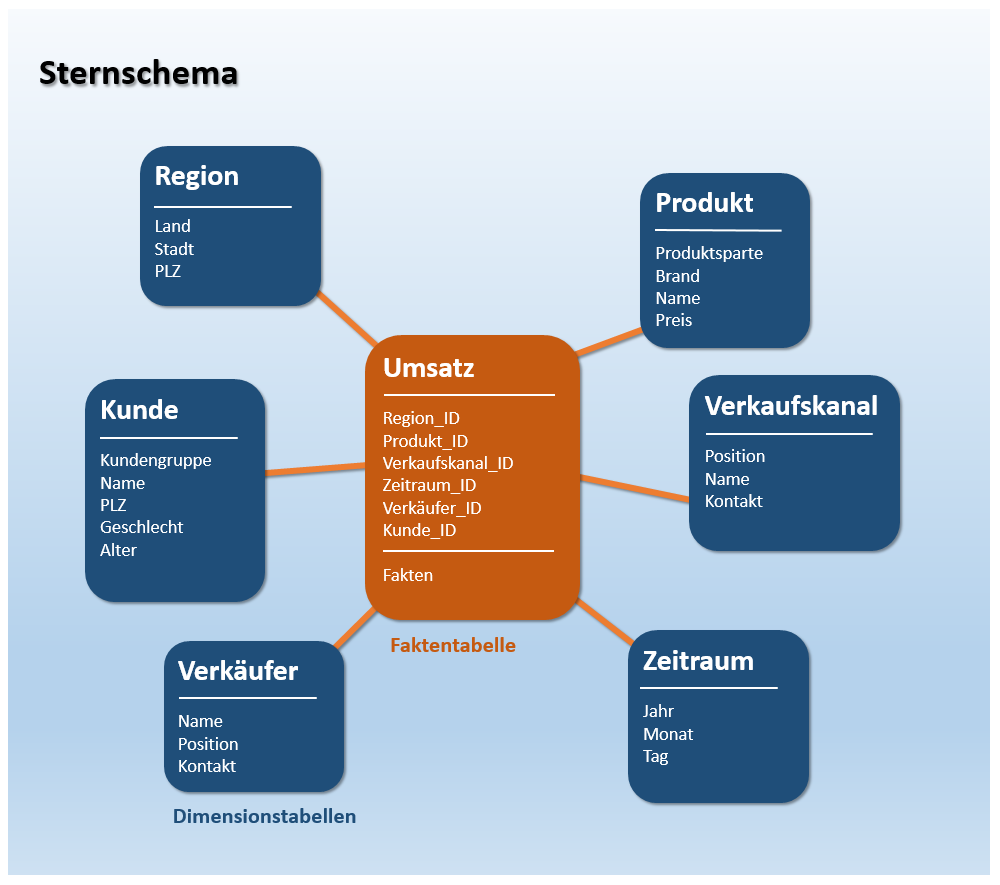 Sternschema
Region
Land
Stadt
PLZ
Produkt
Produktsparte
Brand
Name
Preis
Umsatz
Region_ID
Produkt_ID
Verkaufskanal_ID
Zeitraum_ID
Verkäufer_ID
Kunde_ID
Fakten
Faktentabelle
Kunde
Kundengruppe
Name
PLZ
Geschlecht
Alter
Verkaufskanal
Position
Name
Kontakt
Verkäufer
Name
Position
Kontakt
Dimensionstabellen
Zeitraum
Jahr
Monat
Tag